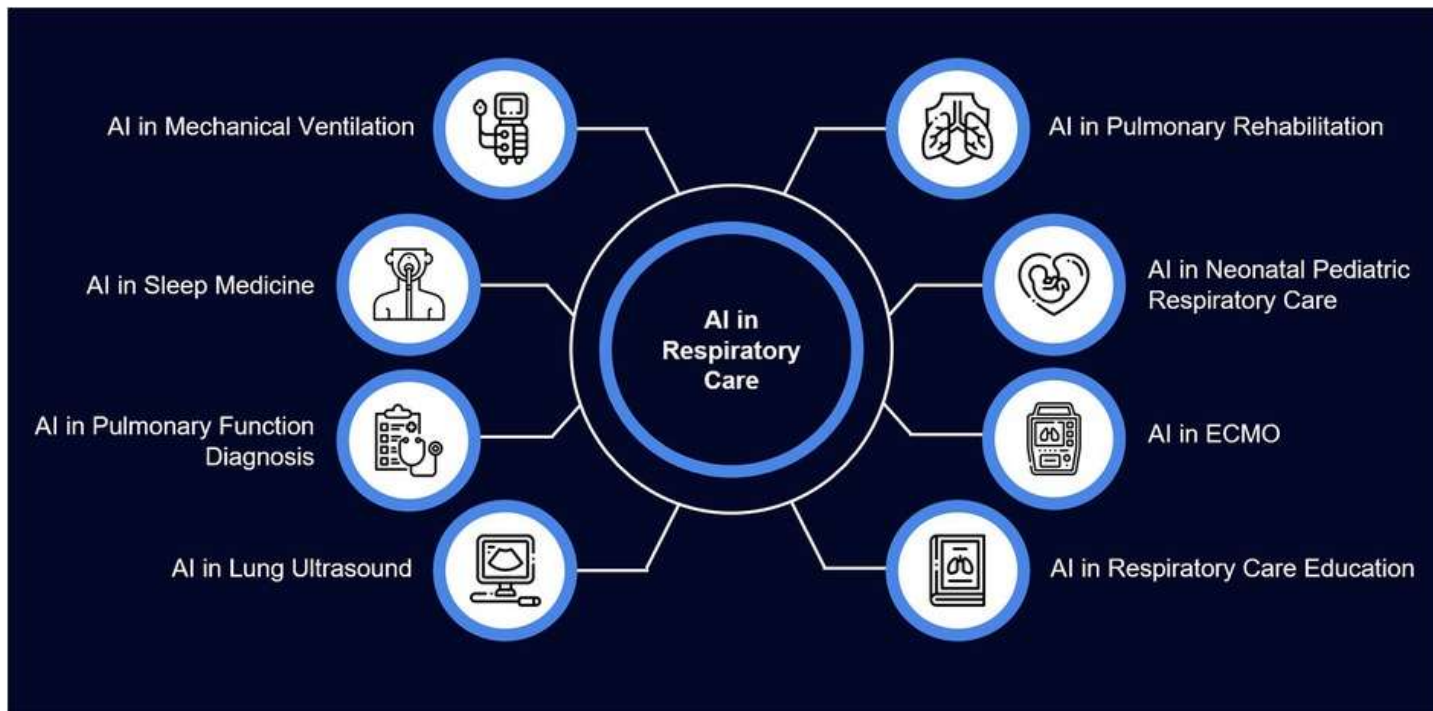 AI in Mechanical Ventilation
AI in Sleep Medicine
AI in Pulmonary Function
Diagnosis
AI in Lung Ultrasound
AI in
Respiratory
Care
AI in Pulmonary Rehabilitation
AI in Neonatal Pediatric
Respiratory Care
AI in ECMO
AI in Respiratory Care Education